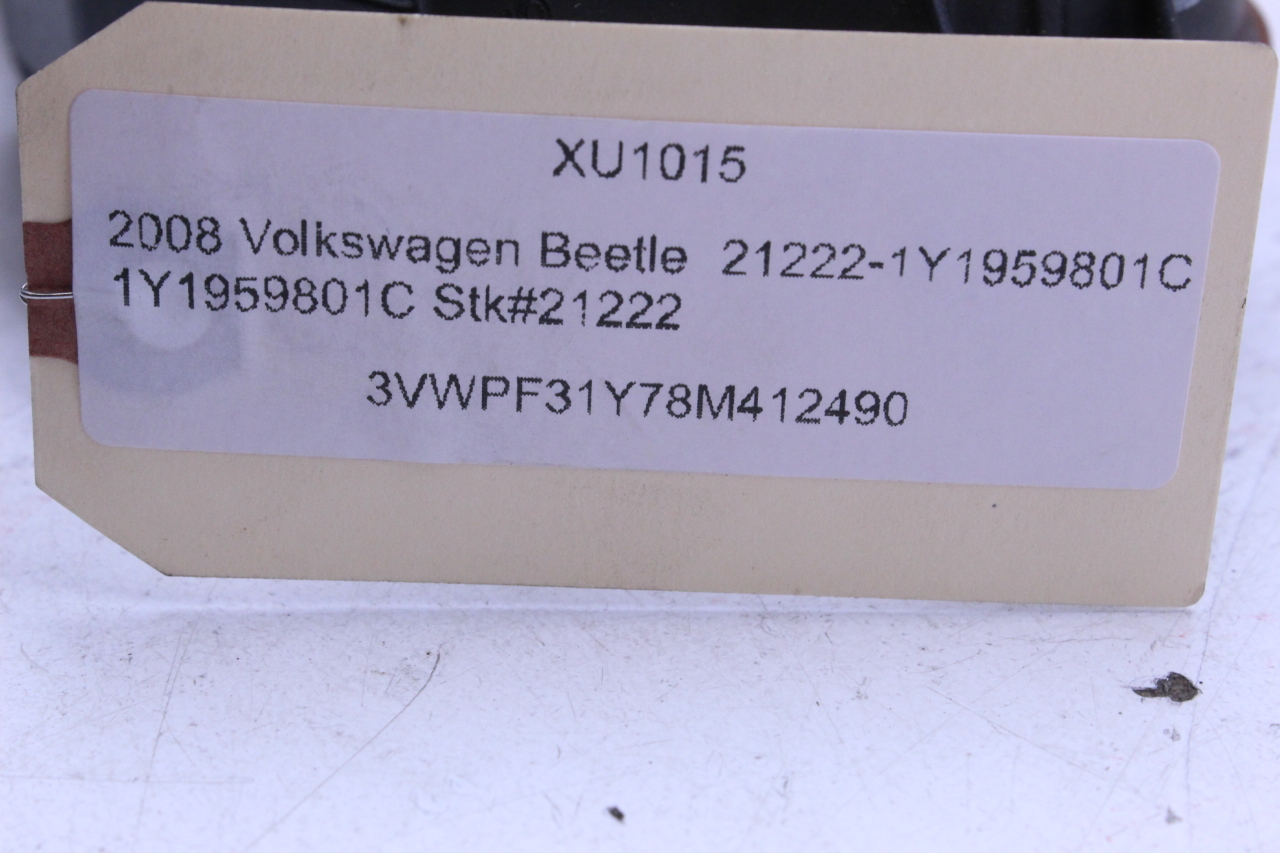 XU1015
2008 Volkswagen Beetle 21222-1Y1959801C
1Y1959801C Stk#21222
3VWPF31Y78M412490